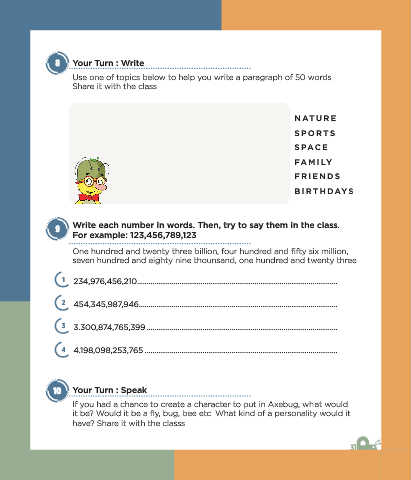 8
Your Turn : Write
Use one of topics below to help you write a paragraph of 50 words
Share it with the class
NATURE
SPORTS
SPACE
FAMILY
FRIENDS
BIRTHDAYS
9
Write each number in words. Then, try to say them in the class.
For example: 123,456,789,123
One hundred and twenty three billion, four hundred and fifty six million,
seven hundred and eighty nine thounsand, one hundred and twenty three
1 234,976,456,210
2 454,345,987,946
3 3.300,874,765,399
4 4.198,098,253,765
10
Your Turn : Speak
If you had a chance to create a character to put in Axebug, what would
it be? Would it be a fly, bug, bee etc What kind of a personality would it
have? Share it with the classs